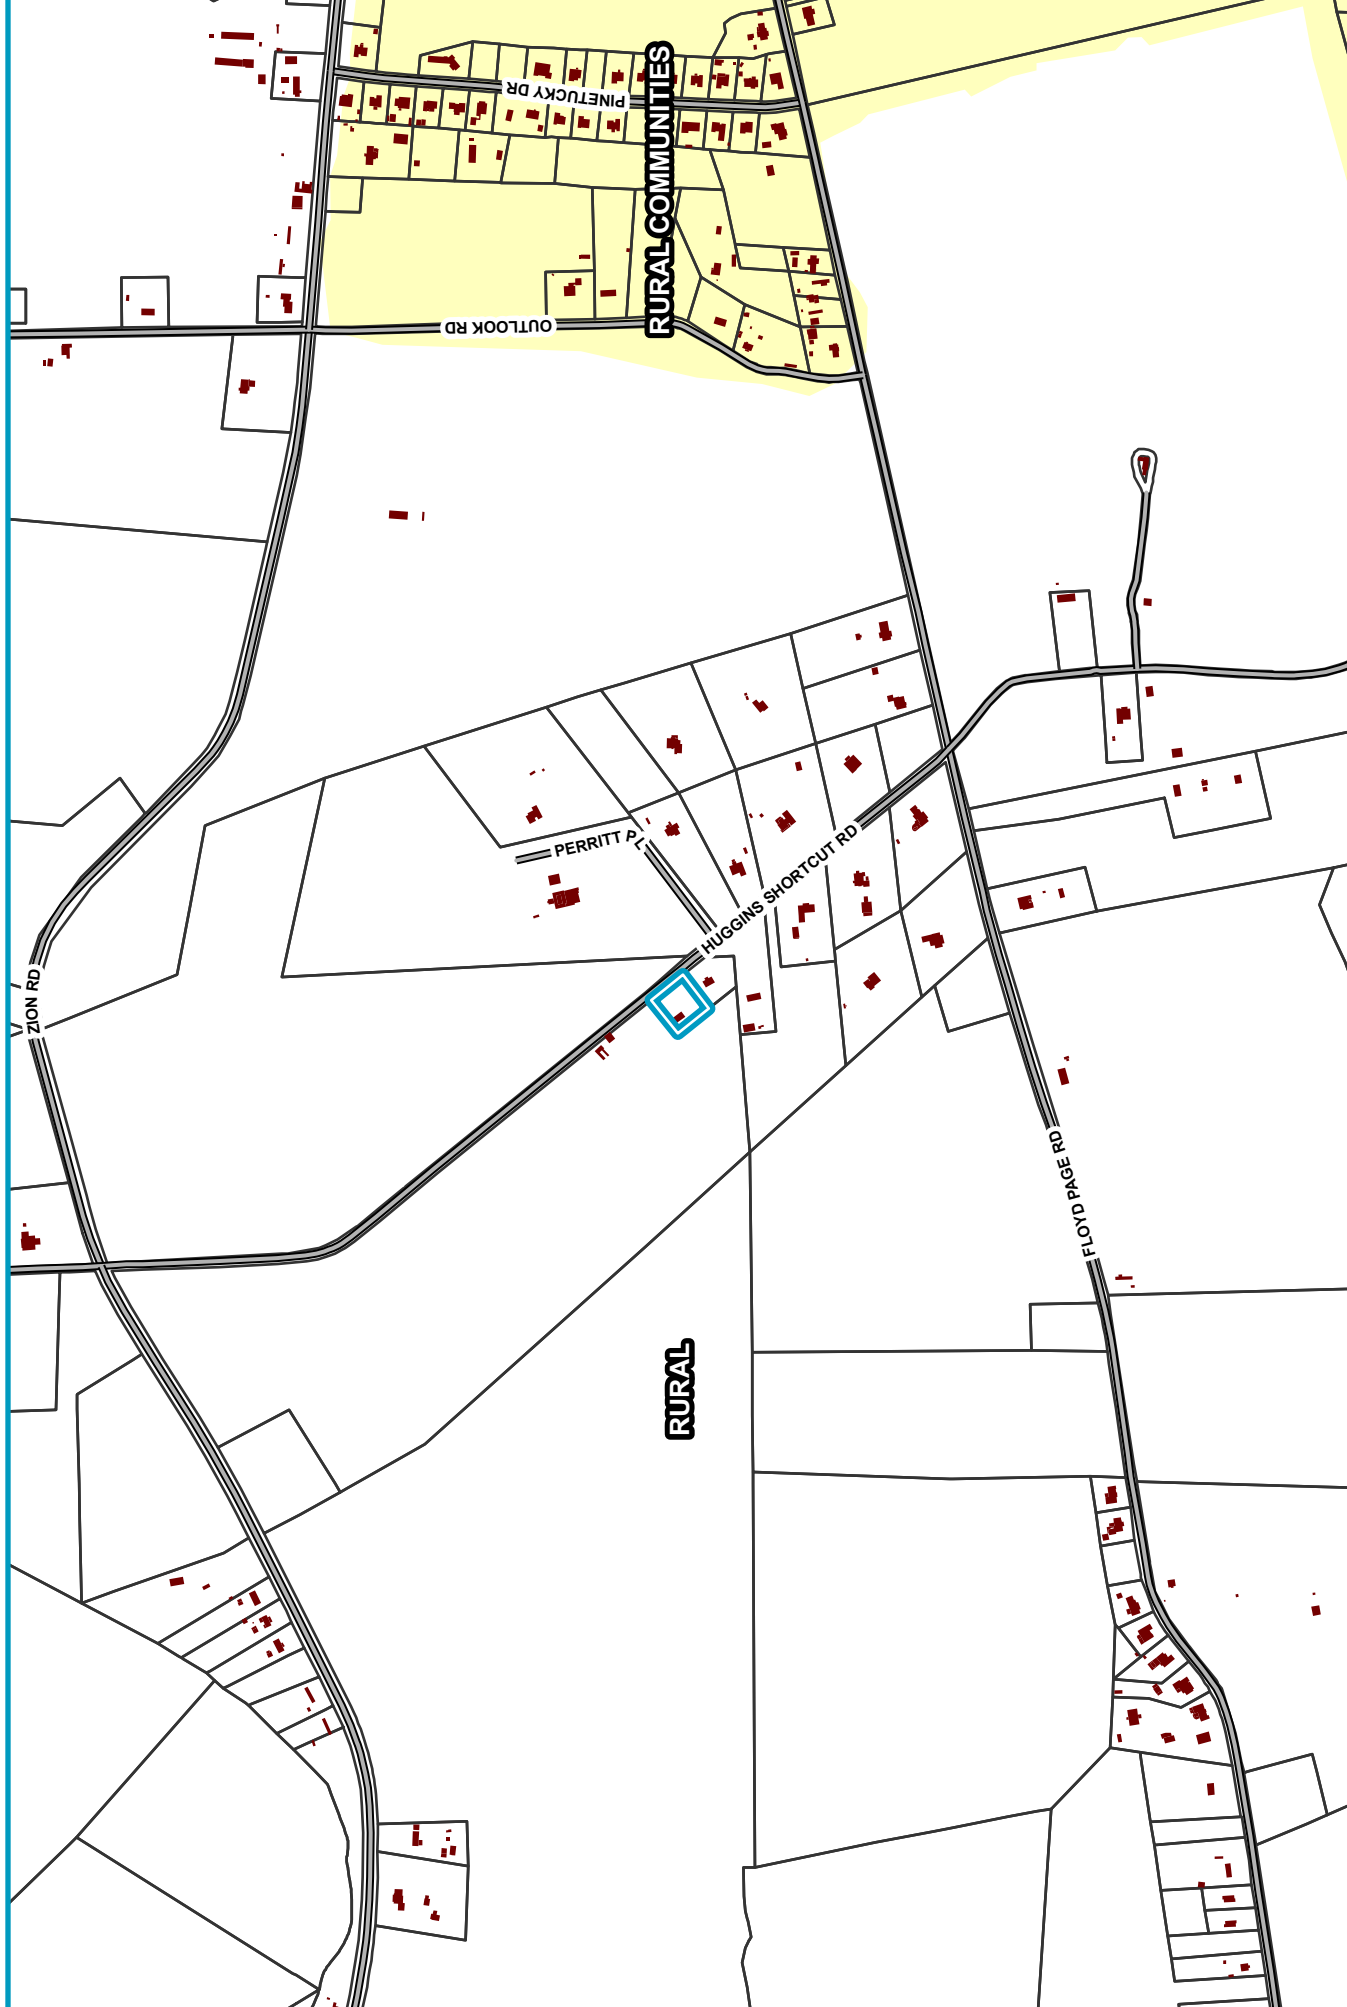 PINETUCKY DR
RURAL COMMUNITIES
OUTLOOK RD
PERRITT PL
HUGGINS SHORTCUT RD
ZION RD
FLOYD PAGE RD
RURAL